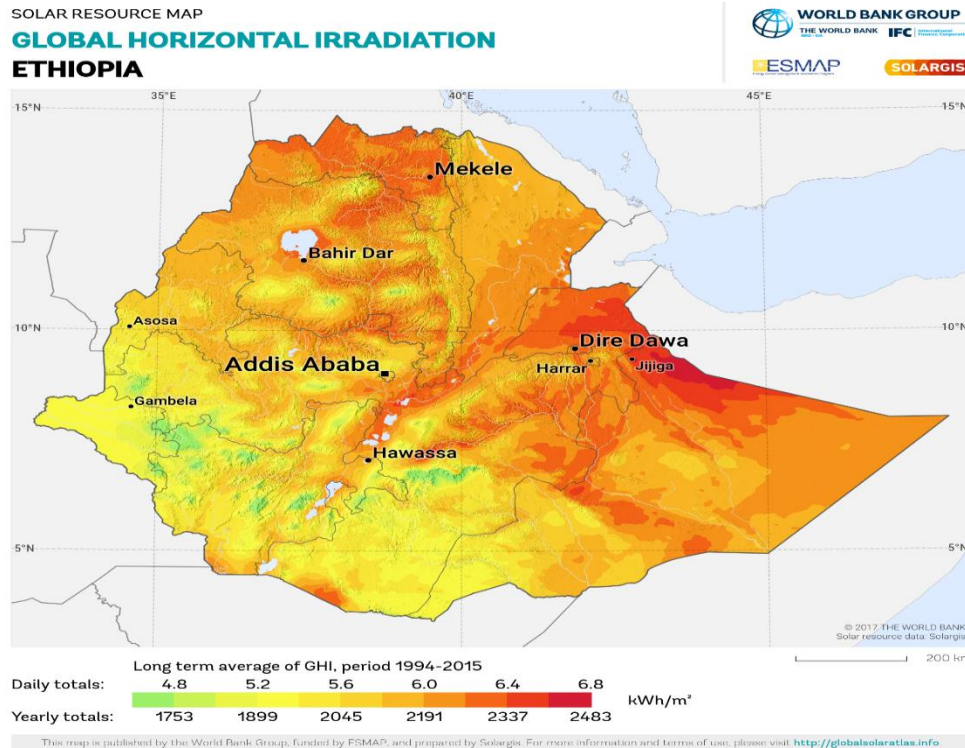 SOLAR RESOURCE MAP
GLOBAL HORIZONTAL IRRADIATION
ETHIOPIA
WORLD BANK GROUP
THE WORLD BANK IFC International
ESMAP SOLARGIS
35°E 40°E 45°E
15°N 15°N
Mekele
Bahir Dar
Asosa
10°N 10°N
Dire Dawa
Addis Ababa Harrar Jijiga
Gambela
Hawassa
5°N 5°N
© 2017 THE WORLD BANK
Solar resource data: Solargis
200 km
Long term average of GHI, period 1994-2015
Daily totals: 4.8 5.2 5.6 6.0 6.4 6.8
kWh/m²
Yearly totals: 1753 1899 2045 2191 2337 2483
This map is published by the World Bank Group, funded by ESMAP, and prepared by Solargis. For more information and terms of use, please visit http://globalsolaratlas.info.